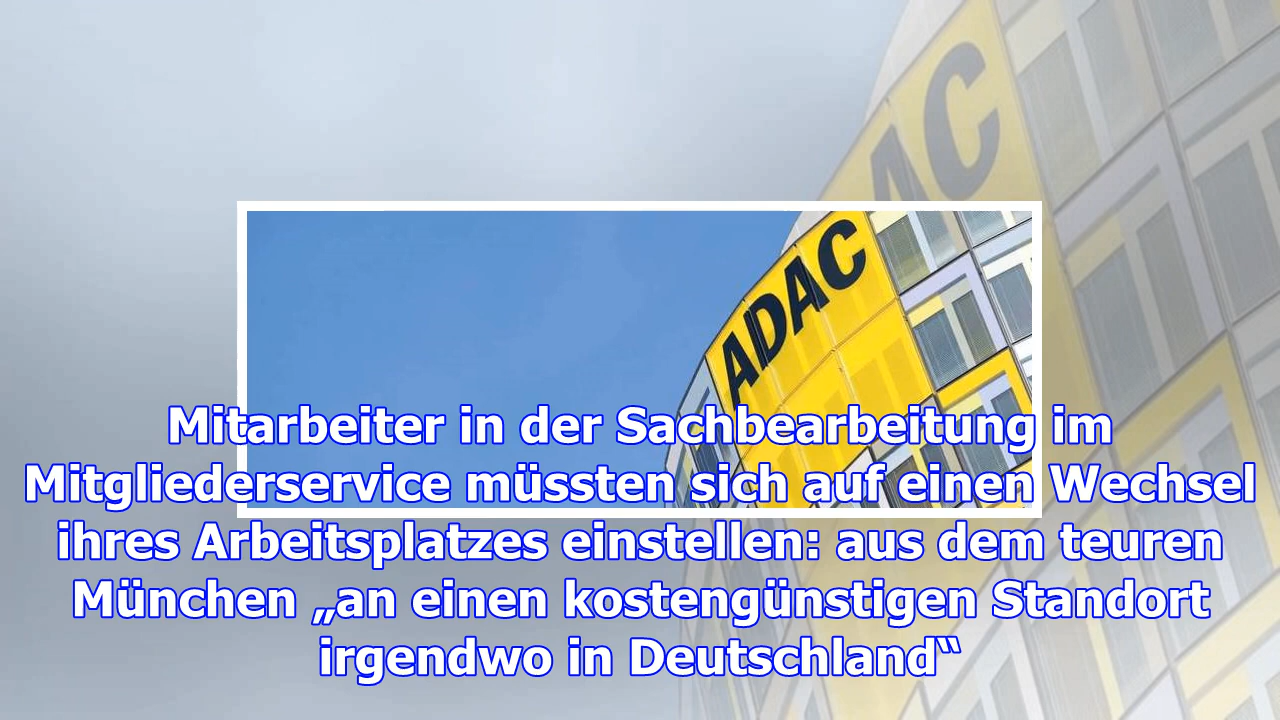 AC
ADAC
Mitarbeiter in der Sachbearbeitung im
Mitgliederservice müssten sich auf einen Wechsel
ihres Arbeitsplatzes einstellen: aus dem teuren
München „an einen kostengünstigen Standort
irgendwo in Deutschland“